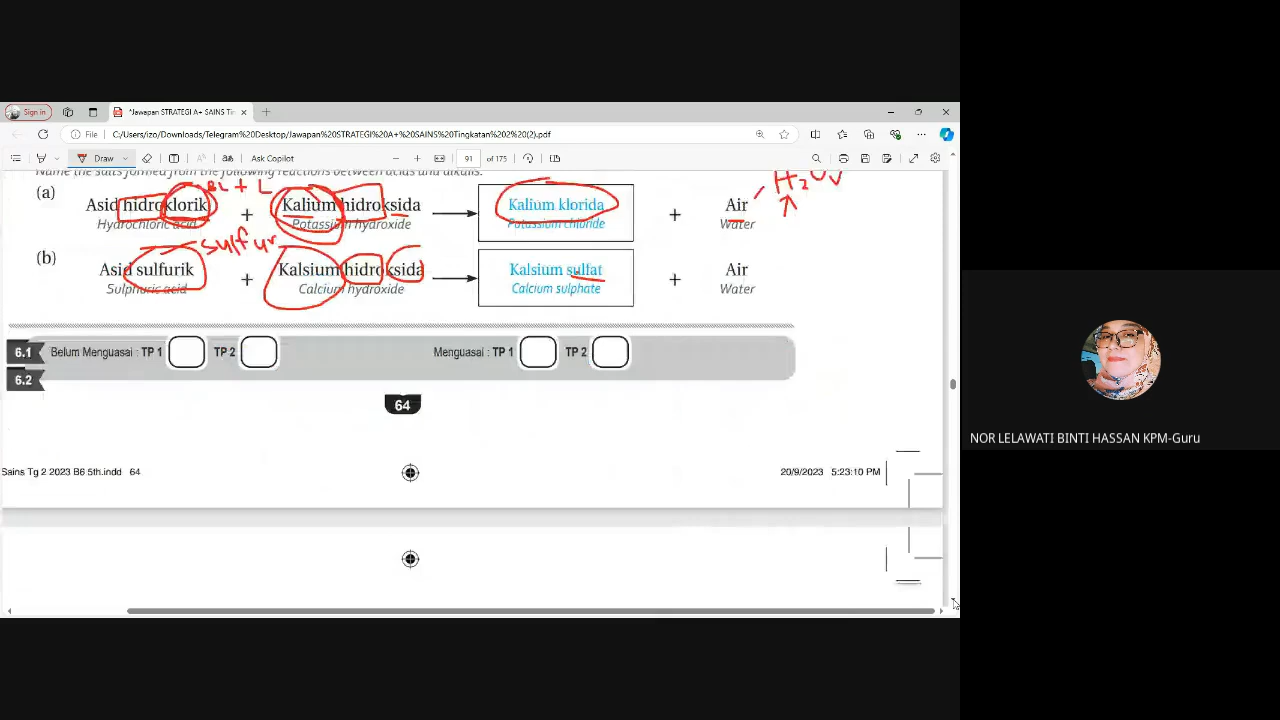 Sign in
*Jawapan STRATEGI A+ SAINS Tin
File
C:/Users/izo/Downloads/Telegram%20Desktop/Jawapan%20STRATEGI%20A+%20SAINS%20Tingkatan%202%20(2).pdf
Draw
Ask Copilot
91 of 175
Name the salts formed from the following reactions between acids and alkalis.
H₂O
+ L
(a) Asid hidroklorik + Kalium hidroksida → Kalium klorida + Air
Hydrochloric acid Potassium hydroxide Potassium chloride Water
sulfur
(b) Asid sulfurik + Kalsium hidroksida → Kalsium sulfat + Air
Sulphuric acid Calcium hydroxide Calcium sulphate Water
6.1 Belum Menguasai : TP 1 TP 2 Menguasai : TP 1 TP 2
6.2
64
NOR LELAWATI BINTI HASSAN KPM-Guru
Sains Tg 2 2023 B6 5th.indd 64
20/9/2023 5:23:10 PM